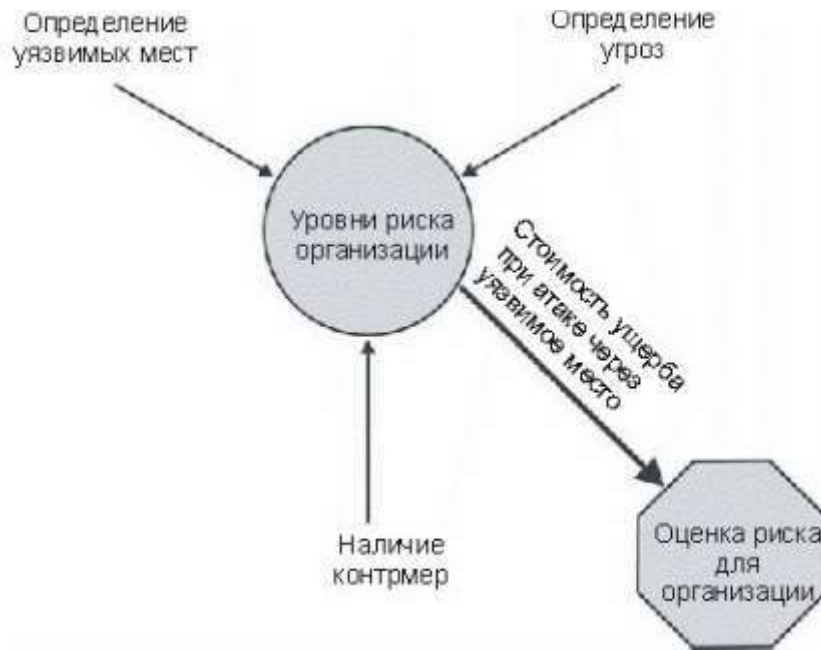 Определение
уязвимых мест
Определение
угроз
Уровни риска
организации
Стоимость ущерба
при атаке через
уязвимое место
Наличие
контрмер
Оценка риска
для
организации